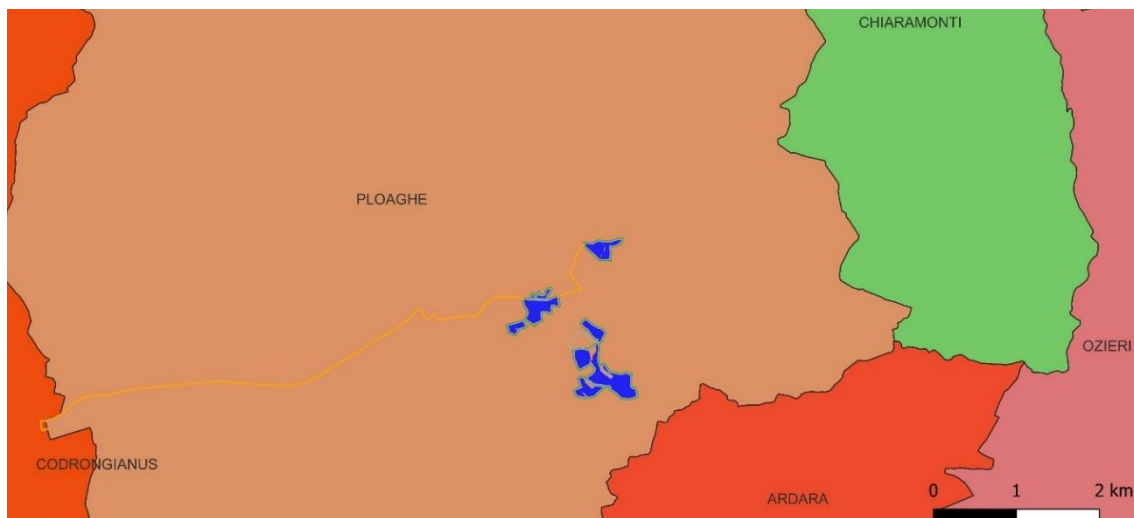 CHIARAMONTI
PLOAGHE
OZIERI
CODRONGIANUS
ARDARA
0 1 2 km